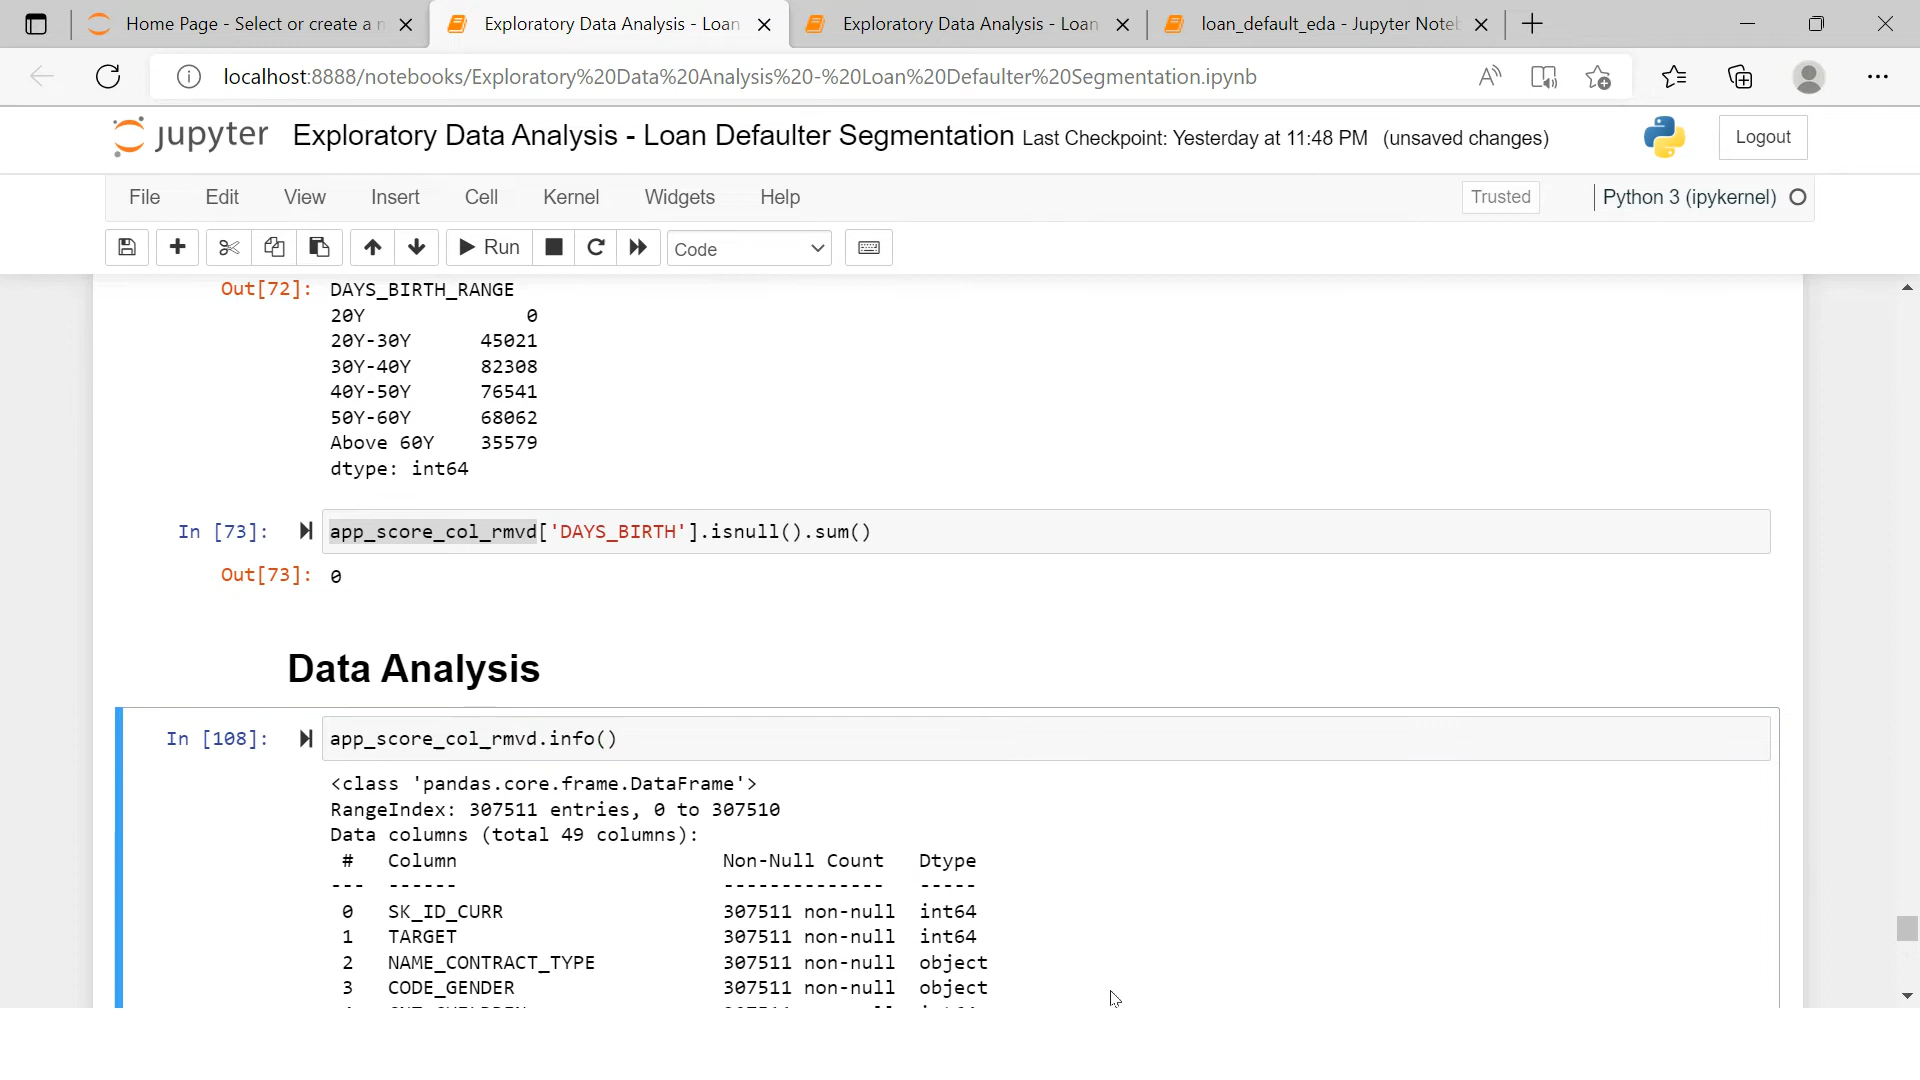 Home Page - Select or create a n
Exploratory Data Analysis - Loan
Exploratory Data Analysis - Loan
loan_default_eda - Jupyter Noteb
localhost:8888/notebooks/Exploratory%20Data%20Analysis%20-%20Loan%20Defaulter%20Segmentation.ipynb
jupyter Exploratory Data Analysis - Loan Defaulter Segmentation Last Checkpoint: Yesterday at 11:48 PM (unsaved changes) Logout
File Edit View Insert Cell Kernel Widgets Help Trusted Python 3 (ipykernel)
Run Code
Out[72]: DAYS_BIRTH_RANGE
20Y 0
20Y-30Y 45021
30Y-40Y 82308
40Y-50Y 76541
50Y-60Y 68062
Above 60Y 35579
dtype: int64
In [73]: app_score_col_rmvd['DAYS_BIRTH'].isnull().sum()
Out[73]: 0
Data Analysis
In [108]: app_score_col_rmvd.info()
<class 'pandas.core.frame.DataFrame'>
RangeIndex: 307511 entries, 0 to 307510
Data columns (total 49 columns):
# Column Non-Null Count Dtype
--- ------ -------------- -----
0 SK_ID_CURR 307511 non-null int64
1 TARGET 307511 non-null int64
2 NAME_CONTRACT_TYPE 307511 non-null object
3 CODE_GENDER 307511 non-null object